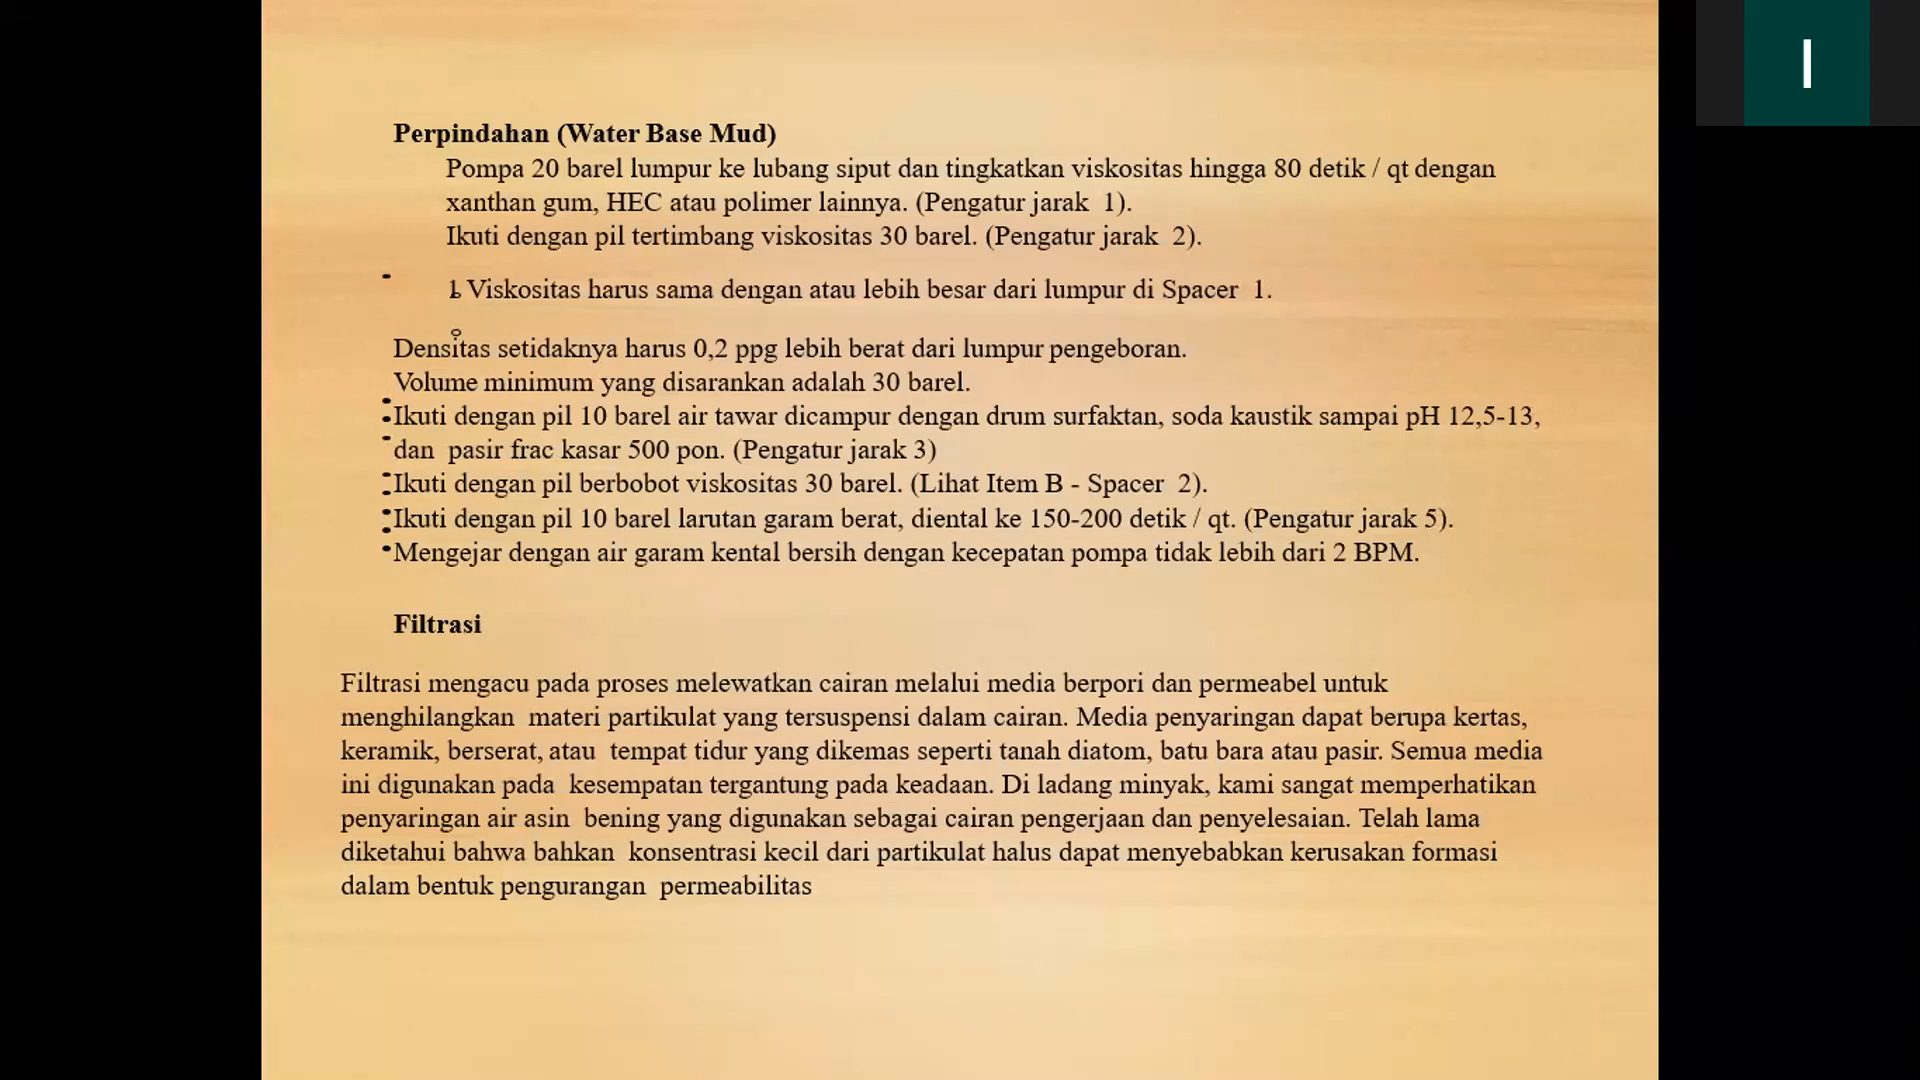 Perpindahan (Water Base Mud)
Pompa 20 barel lumpur ke lubang siput dan tingkatkan viskositas hingga 80 detik / qt dengan
xanthan gum, HEC atau polimer lainnya. (Pengatur jarak 1).
Ikuti dengan pil tertimbang viskositas 30 barel. (Pengatur jarak 2).
1. Viskositas harus sama dengan atau lebih besar dari lumpur di Spacer 1.
Densitas setidaknya harus 0,2 ppg lebih berat dari lumpur pengeboran.
Volume minimum yang disarankan adalah 30 barel.
Ikuti dengan pil 10 barel air tawar dicampur dengan drum surfaktan, soda kaustik sampai pH 12,5-13,
dan pasir frac kasar 500 pon. (Pengatur jarak 3)
Ikuti dengan pil berbobot viskositas 30 barel. (Lihat Item B - Spacer 2).
Ikuti dengan pil 10 barel larutan garam berat, diental ke 150-200 detik / qt. (Pengatur jarak 5).
Mengejar dengan air garam kental bersih dengan kecepatan pompa tidak lebih dari 2 BPM.
Filtrasi
Filtrasi mengacu pada proses melewatkan cairan melalui media berpori dan permeabel untuk
menghilangkan materi partikulat yang tersuspensi dalam cairan. Media penyaringan dapat berupa kertas,
keramik, berserat, atau tempat tidur yang dikemas seperti tanah diatom, batu bara atau pasir. Semua media
ini digunakan pada kesempatan tergantung pada keadaan. Di ladang minyak, kami sangat memperhatikan
penyaringan air asin bening yang digunakan sebagai cairan pengerjaan dan penyelesaian. Telah lama
diketahui bahwa bahkan konsentrasi kecil dari partikulat halus dapat menyebabkan kerusakan formasi
dalam bentuk pengurangan permeabilitas
I